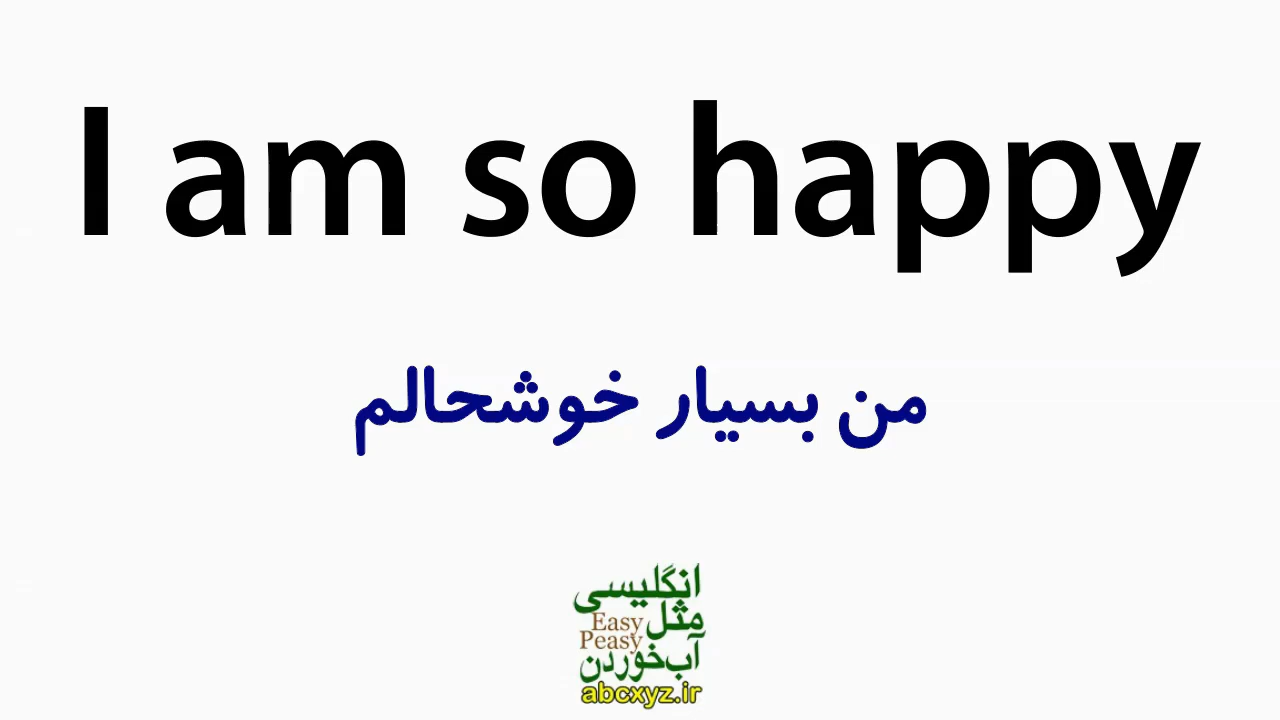 I am so happy
من بسیار خوشحالم
انگلیسی
مثل
Easy
Peasy
آب‌خوردن
abcxyz.ir